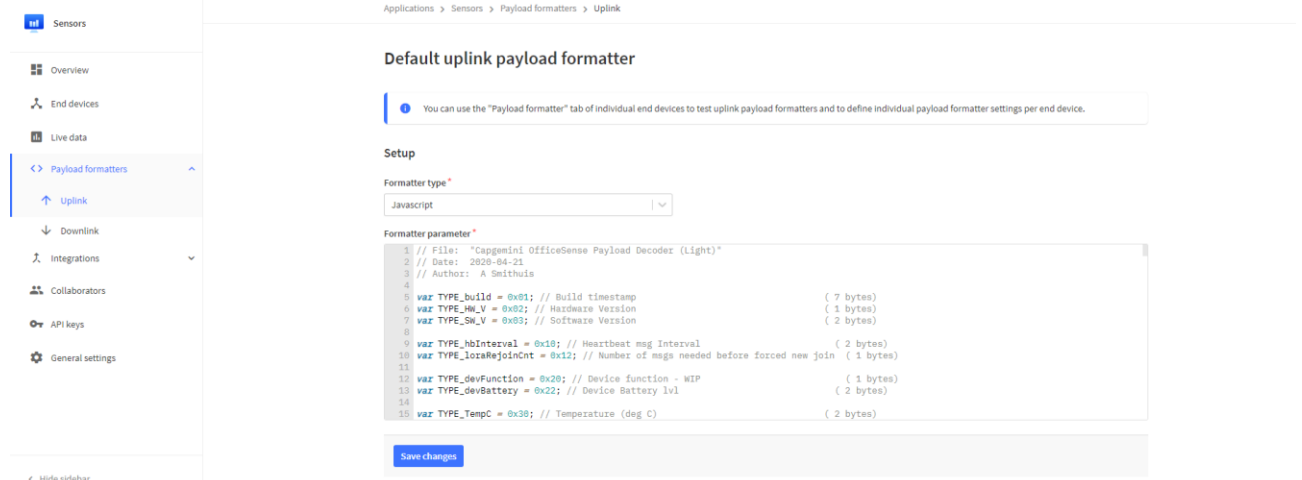 Sensors
Overview
End devices
Live data
Payload formatters
Uplink
Downlink
Integrations
Collaborators
API keys
General settings
< Hide sidebar
Applications > Sensors > Payload formatters > Uplink
Default uplink payload formatter
You can use the "Payload formatter" tab of individual end devices to test uplink payload formatters and to define individual payload formatter settings per end device.
Setup
Formatter type*
Javascript
Formatter parameter*
1 // File: "Capgemini OfficeSense Payload Decoder (Light)"
2 // Date: 2020-04-21
3 // Author: A Smithuis
4
5 var TYPE_build = 0x01; // Build timestamp ( 7 bytes)
6 var TYPE_HW_V = 0x02; // Hardware Version ( 1 bytes)
7 var TYPE_SW_V = 0x03; // Software Version ( 2 bytes)
8
9 var TYPE_hbInterval = 0x10; // Heartbeat msg Interval ( 2 bytes)
10 var TYPE_loraRejoinCnt = 0x12; // Number of msgs needed before forced new join ( 1 bytes)
11
12 var TYPE_devFunction = 0x20; // Device function - WIP ( 1 bytes)
13 var TYPE_devBattery = 0x22; // Device Battery lvl ( 2 bytes)
14
15 var TYPE_TempC = 0x30; // Temperature (deg C) ( 2 bytes)
Save changes